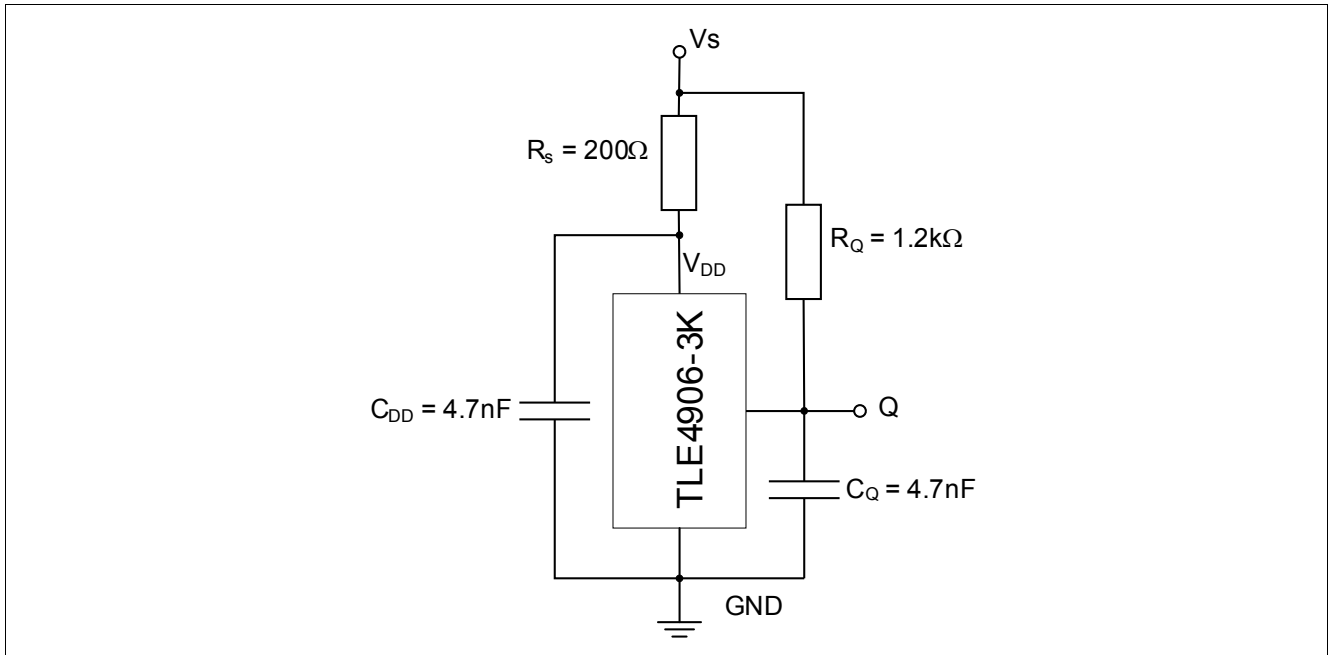 Vs
Rs = 200Ω
RQ = 1.2kΩ
VDD
TLE4906-3K
CDD = 4.7nF
Q
CQ = 4.7nF
GND